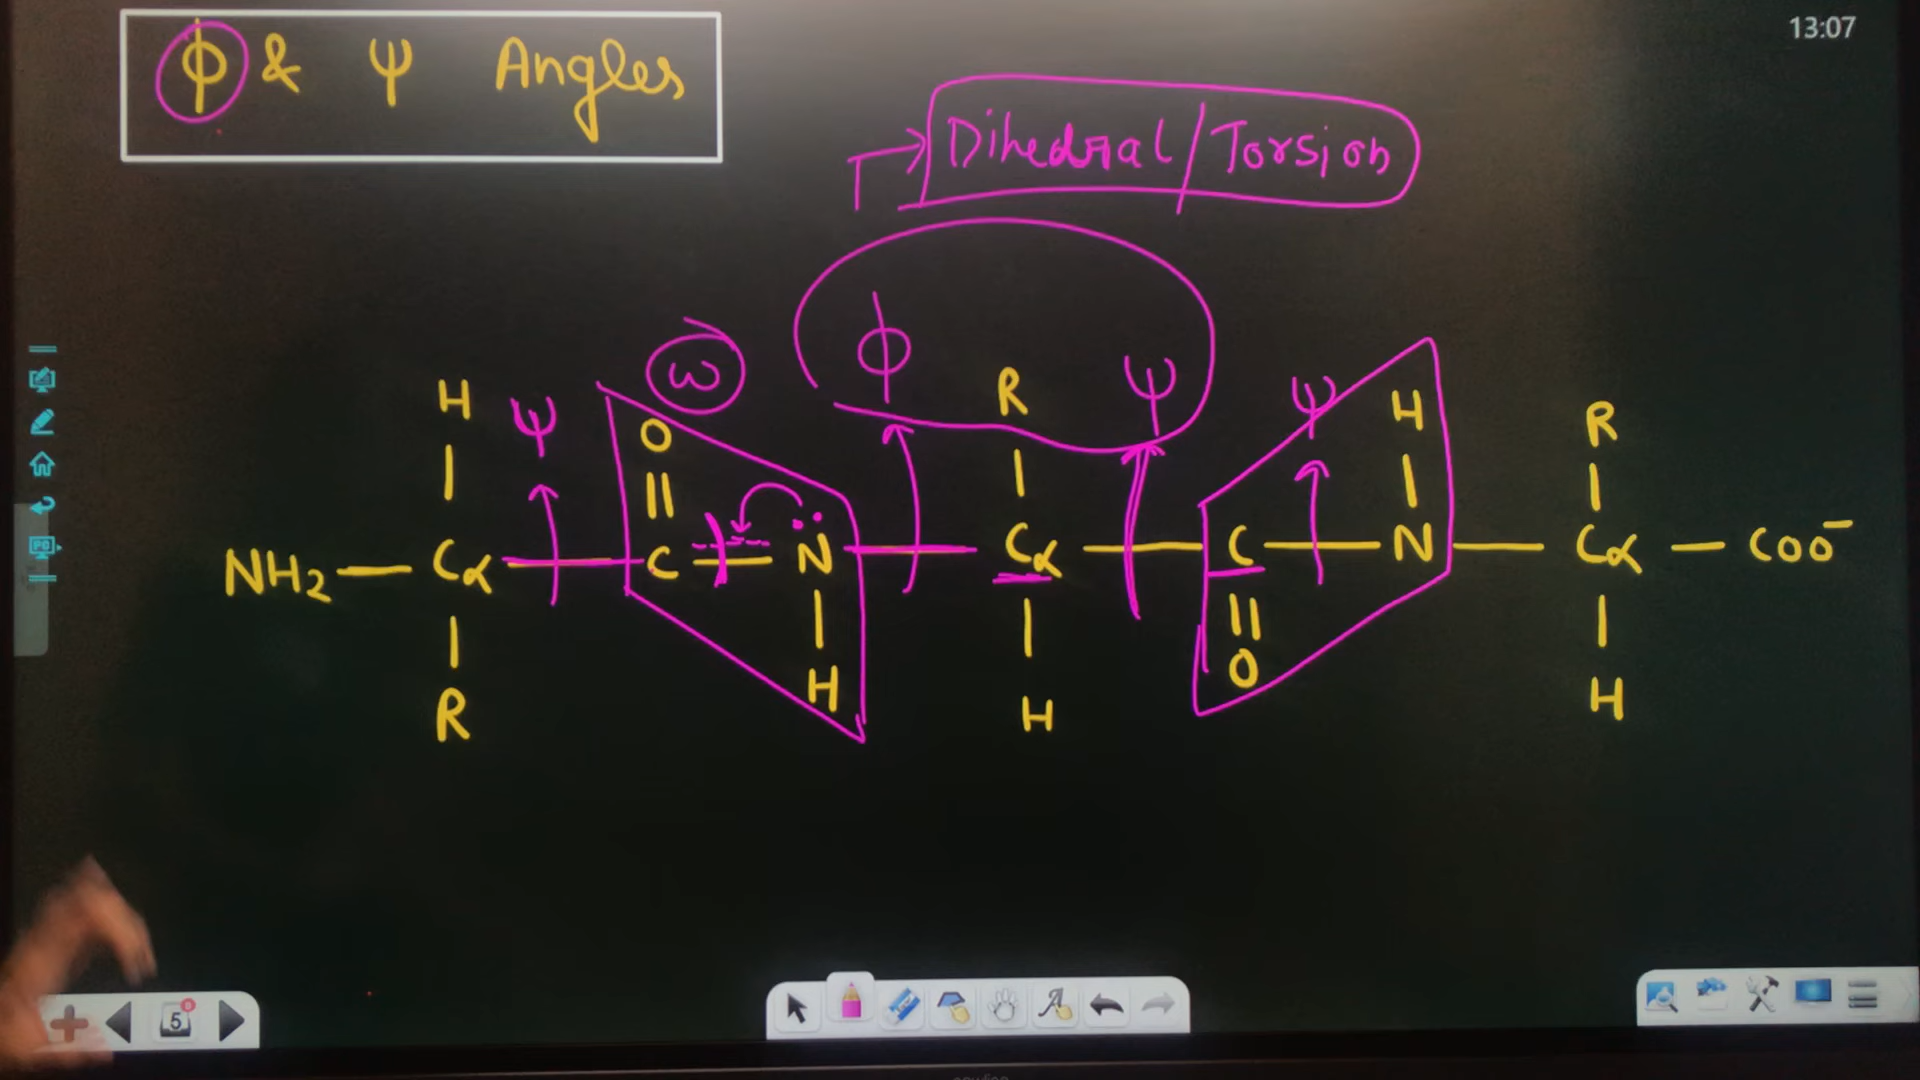 ϕ & ψ Angles
13:07
Dihedral / Torsion
ω ϕ ψ
ψ ψ
H O R H R
NH₂ — Cα — C = N — Cα — C — N — Cα — COO⁻
R H H O H
5